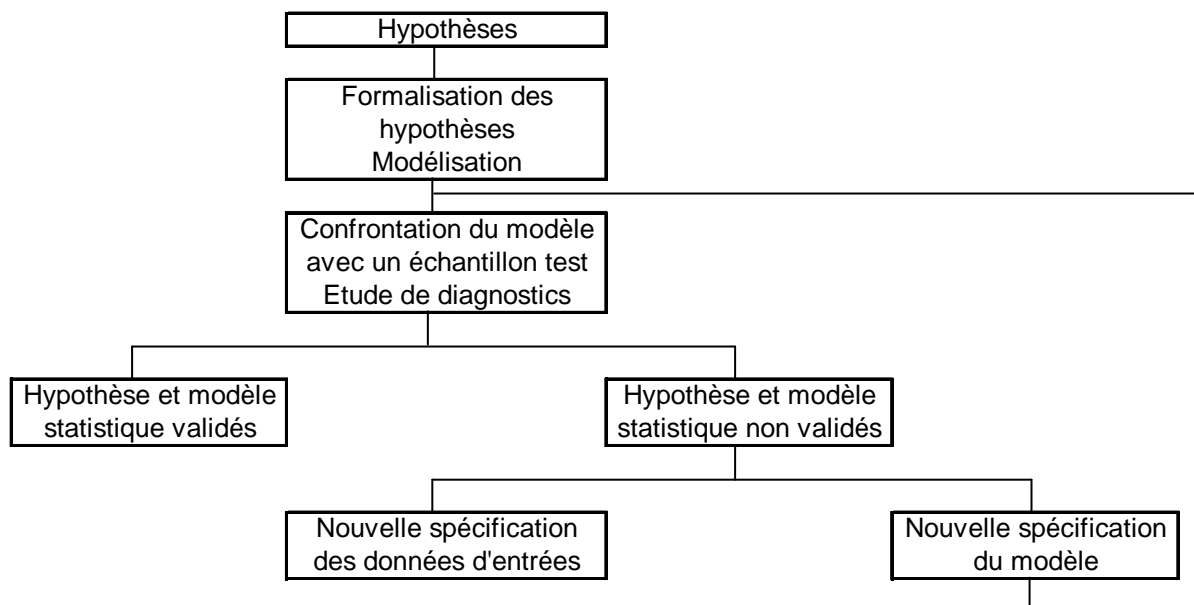 Hypothèses
Formalisation des
hypothèses
Modélisation
Confrontation du modèle
avec un échantillon test
Etude de diagnostics
Hypothèse et modèle
statistique validés
Hypothèse et modèle
statistique non validés
Nouvelle spécification
des données d'entrées
Nouvelle spécification
du modèle